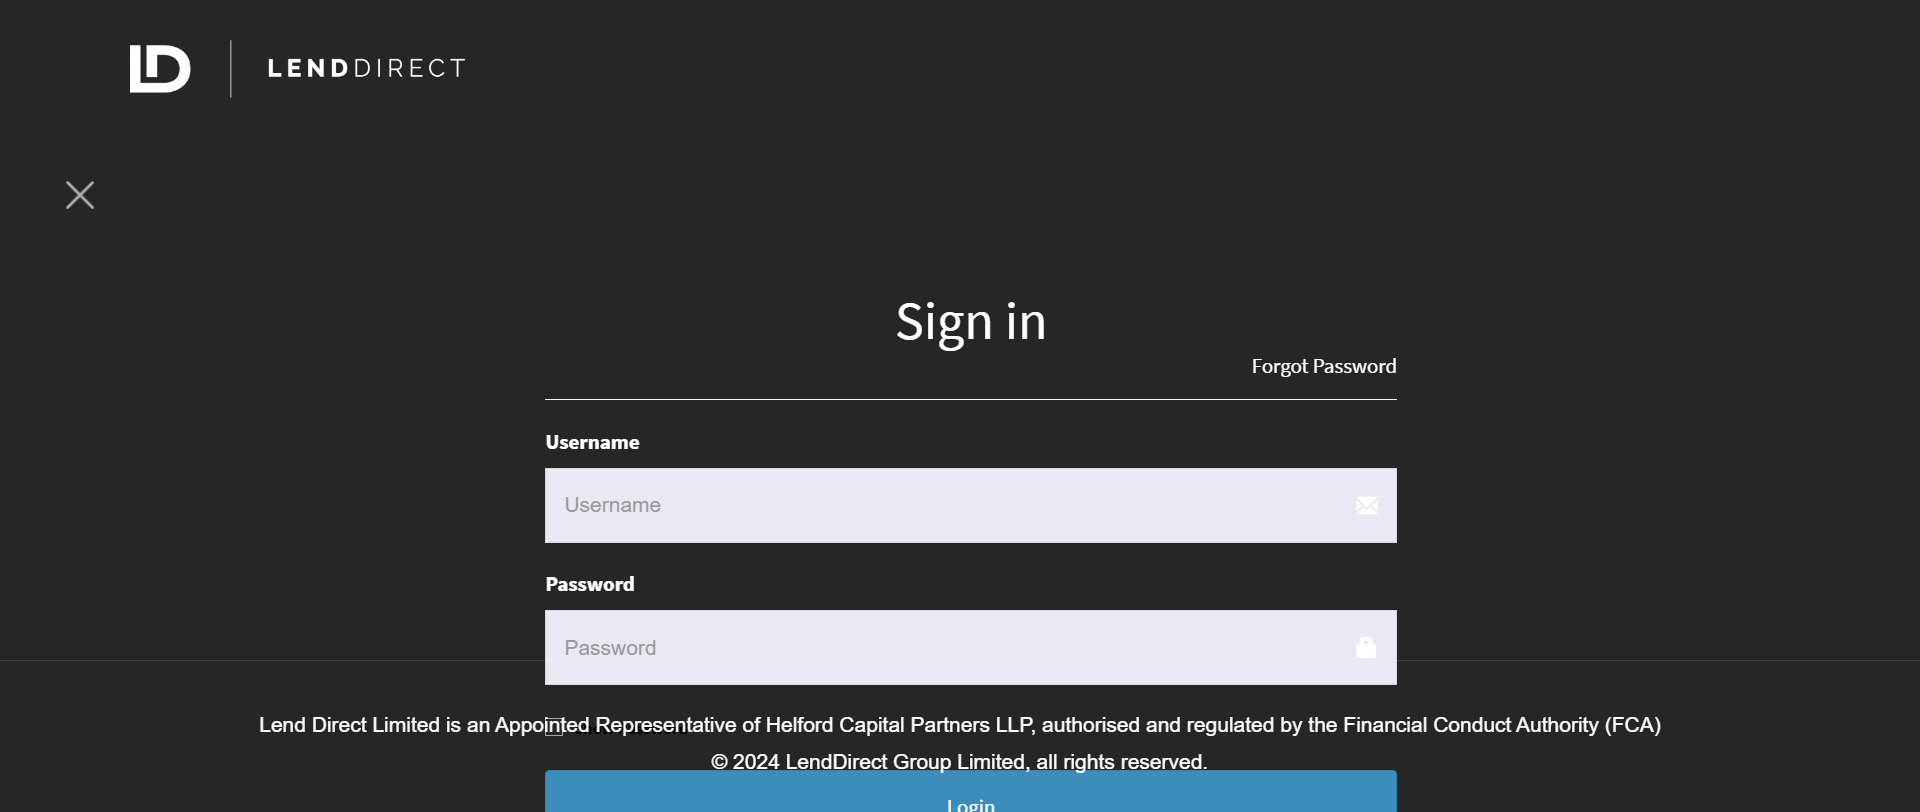 LD
LENDDIRECT
Sign in
Forgot Password
Username
Username
Password
Password
Lend Direct Limited is an Appointed Representative of Helford Capital Partners LLP, authorised and regulated by the Financial Conduct Authority (FCA)
© 2024 LendDirect Group Limited, all rights reserved.
Login